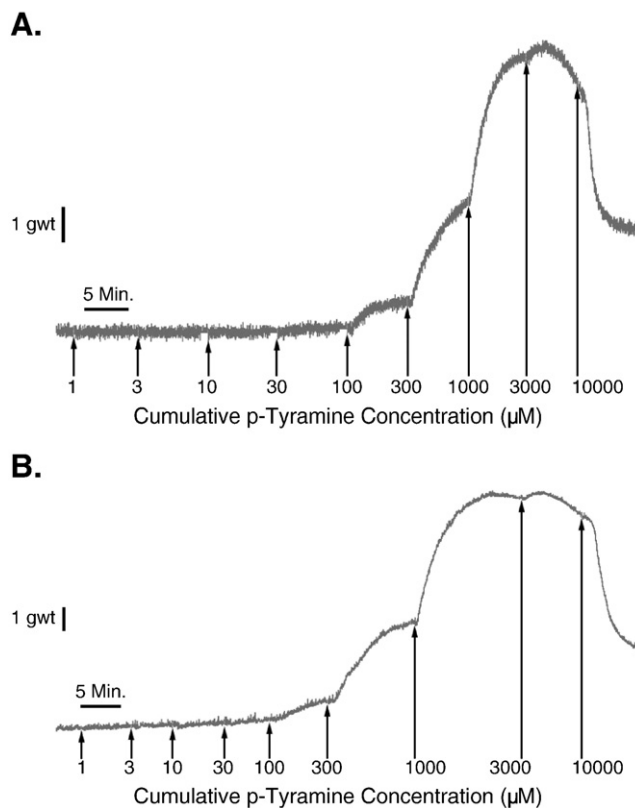 A.
1 gwt
5 Min.
1 3 10 30 100 300 1000 3000 10000
Cumulative p-Tyramine Concentration (µM)
B.
1 gwt
5 Min.
1 3 10 30 100 300 1000 3000 10000
Cumulative p-Tyramine Concentration (µM)